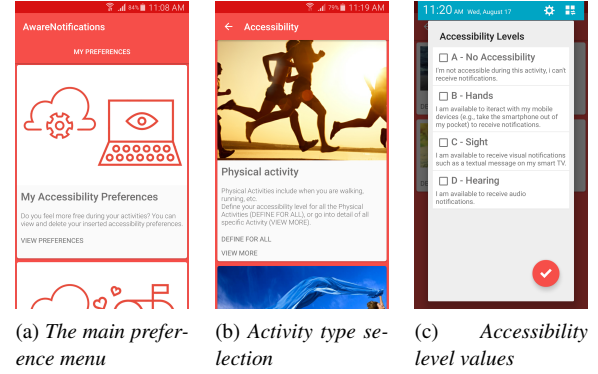 84% 11:08 AM
AwareNotifications
MY PREFERENCES
My Accessibility Preferences
Do you feel more free during your activities? You can
view and delete your inserted accessibility preferences.
VIEW PREFERENCES
(a) The main prefer-
ence menu
79% 11:19 AM
Accessibility
Physical activity
Physical Activities include when you are walking,
running, etc.
Define your accessibility level for all the Physical
Activities (DEFINE FOR ALL), or go into detail of all
specific Activity (VIEW MORE).
DEFINE FOR ALL
VIEW MORE
(b) Activity type se-
lection
11:20 AM Wed, August 17
Accessibility Levels
A - No Accessibility
I'm not accessible during this activity, I can't
receive notifications.
B - Hands
I am available to iteract with my mobile
devices (e.g., take the smartphone out of
my pocket) to receive notifications.
C - Sight
I am available to receive visual notifications
such as a textual message on my smart TV.
D - Hearing
I am available to receive audio
notifications.
(c) Accessibility
level values